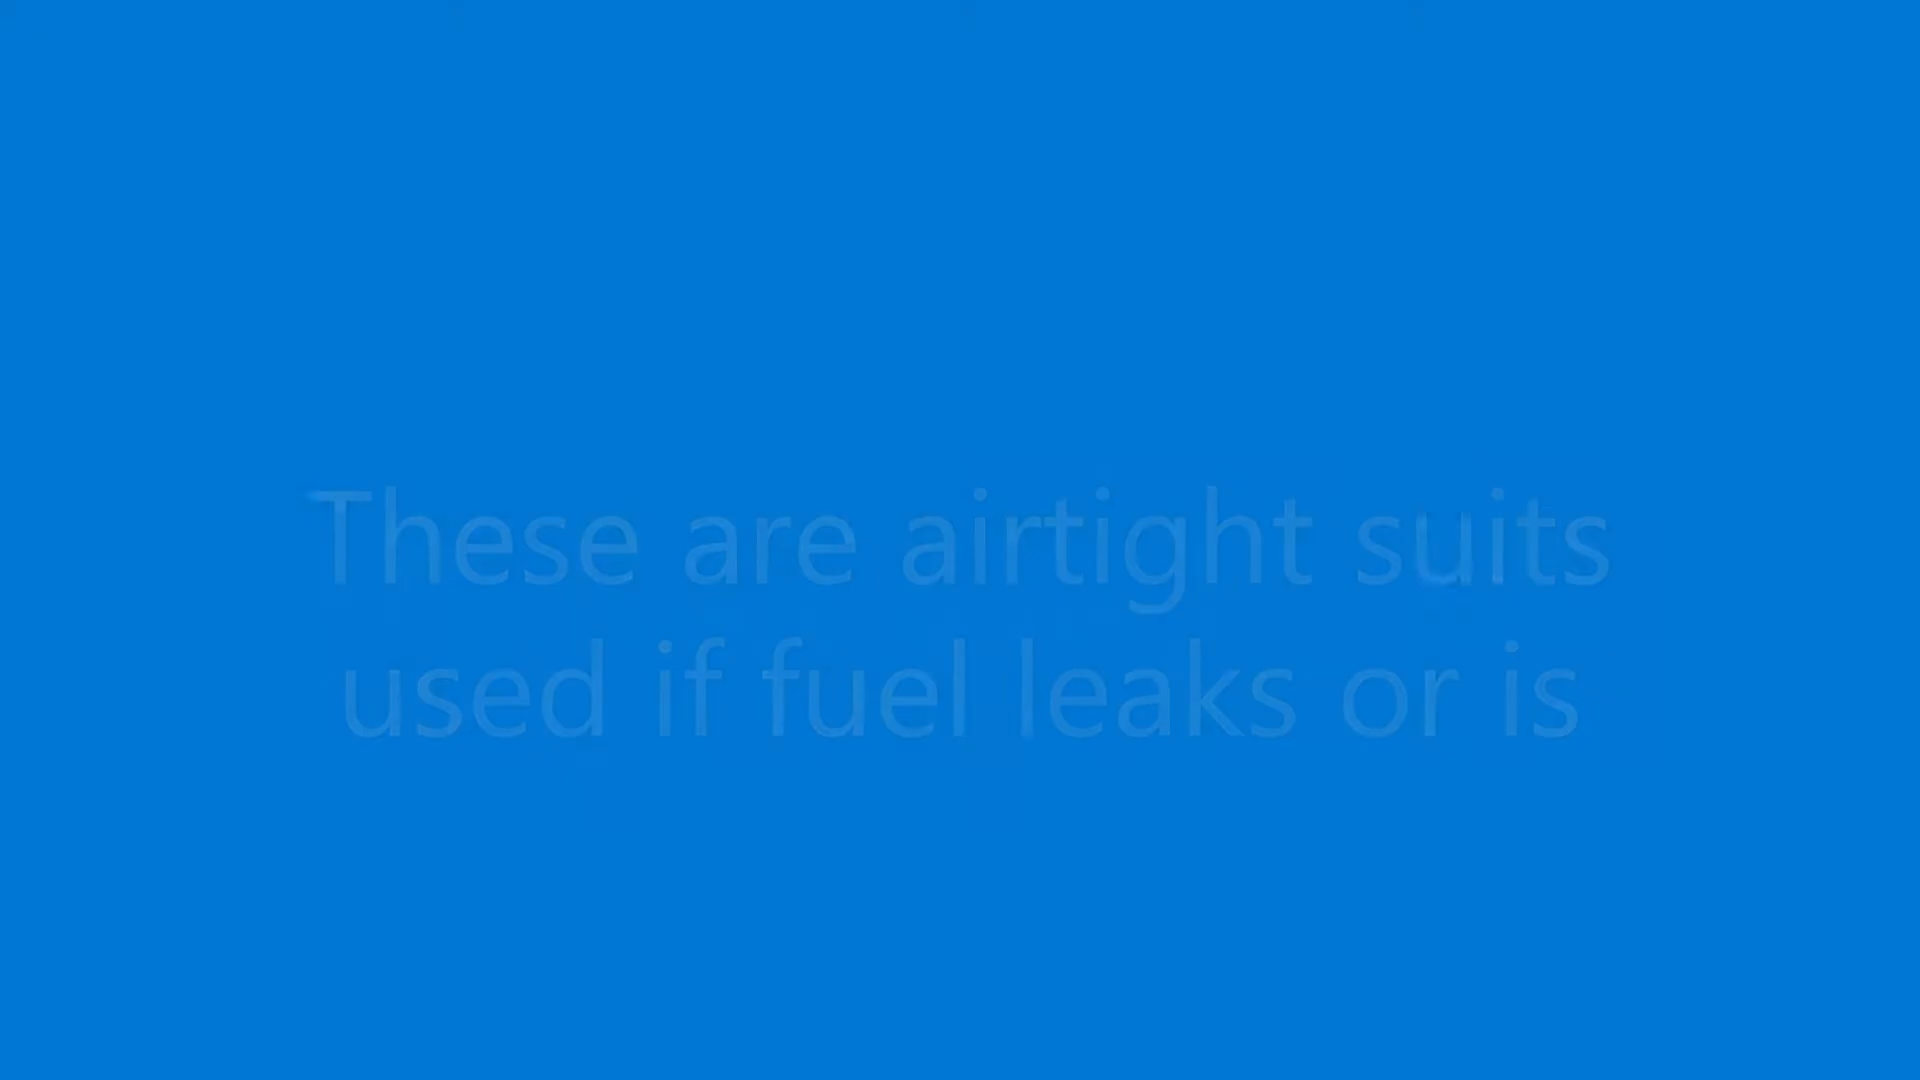 These are airtight suits
used if fuel leaks or is